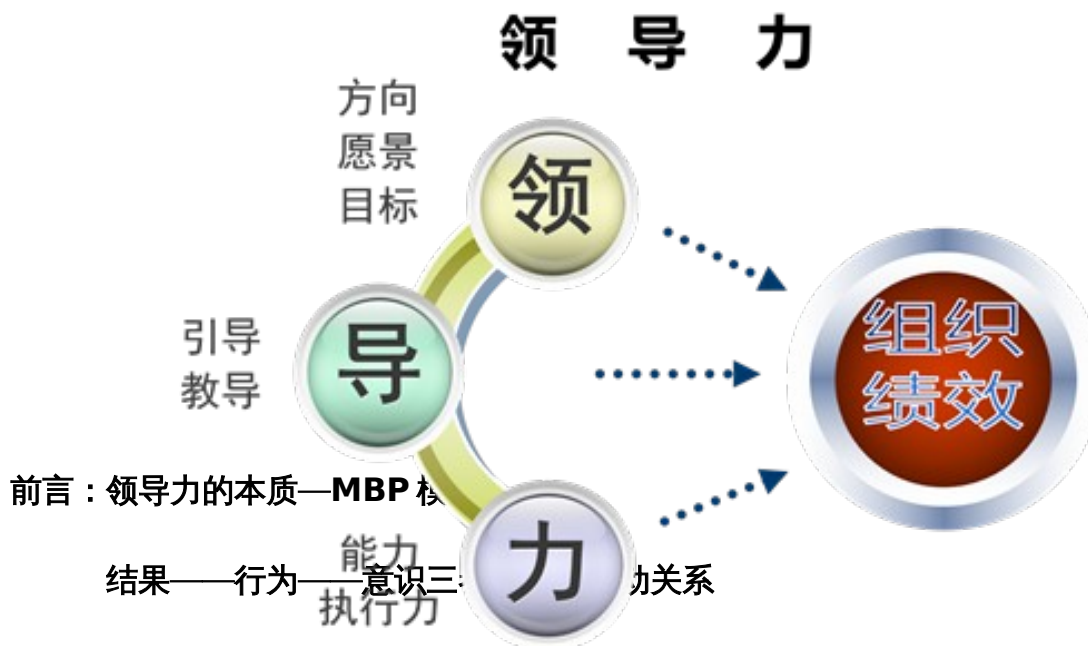 领 导 力
方向
愿景
目标
领
引导
教导
导
组织
绩效
前言：领导力的本质—MBP
能力
执行力
力
结果——行为——意识三 动关系